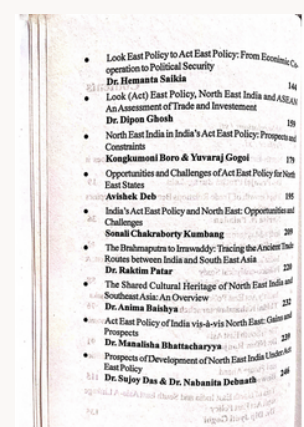 Look East Policy to Act East Policy: From Economic Co-
operation to Political Security
Dr. Hemanta Saikia 144
Look (Act) East Policy, North East India and ASEAN
An Assessment of Trade and Investement
Dr. Dipon Ghosh 159
North East India in India's Act East Policy: Prospects and
Constraints
Kongkumoni Boro & Yuvaraj Gogoi 179
Opportunities and Challenges of Act East Policy for North
East States
Avishek Deb 195
India's Act East Policy and North East: Opportunities and
Challenges
Sonali Chakraborty Kumbang 209
The Brahmaputra to Irrawaddy: Tracing the Ancient Trade
Routes between India and South East Asia
Dr. Raktim Patar 220
The Shared Cultural Heritage of North East India and
Southeast Asia: An Overview
Dr. Anima Baishya 232
Act East Policy of India vis-à-vis North East: Gains and
Prospects
Dr. Manalisha Bhattacharyya 239
Prospects of Development of North East India Under Act
East Policy
Dr. Sujoy Das & Dr. Nabanita Debnath 246